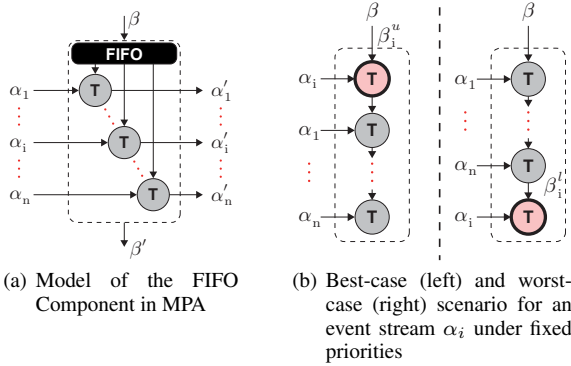 β
FIFO
α₁ T α′₁
αᵢ T α′ᵢ
αₙ T α′ₙ
β′
(a) Model of the FIFO
Component in MPA
β
βᵢᵘ
αᵢ T
α₁ T
αₙ T
β
α₁ T
αₙ T
βᵢˡ
αᵢ T
(b) Best-case (left) and worst-
case (right) scenario for an
event stream αᵢ under fixed
priorities